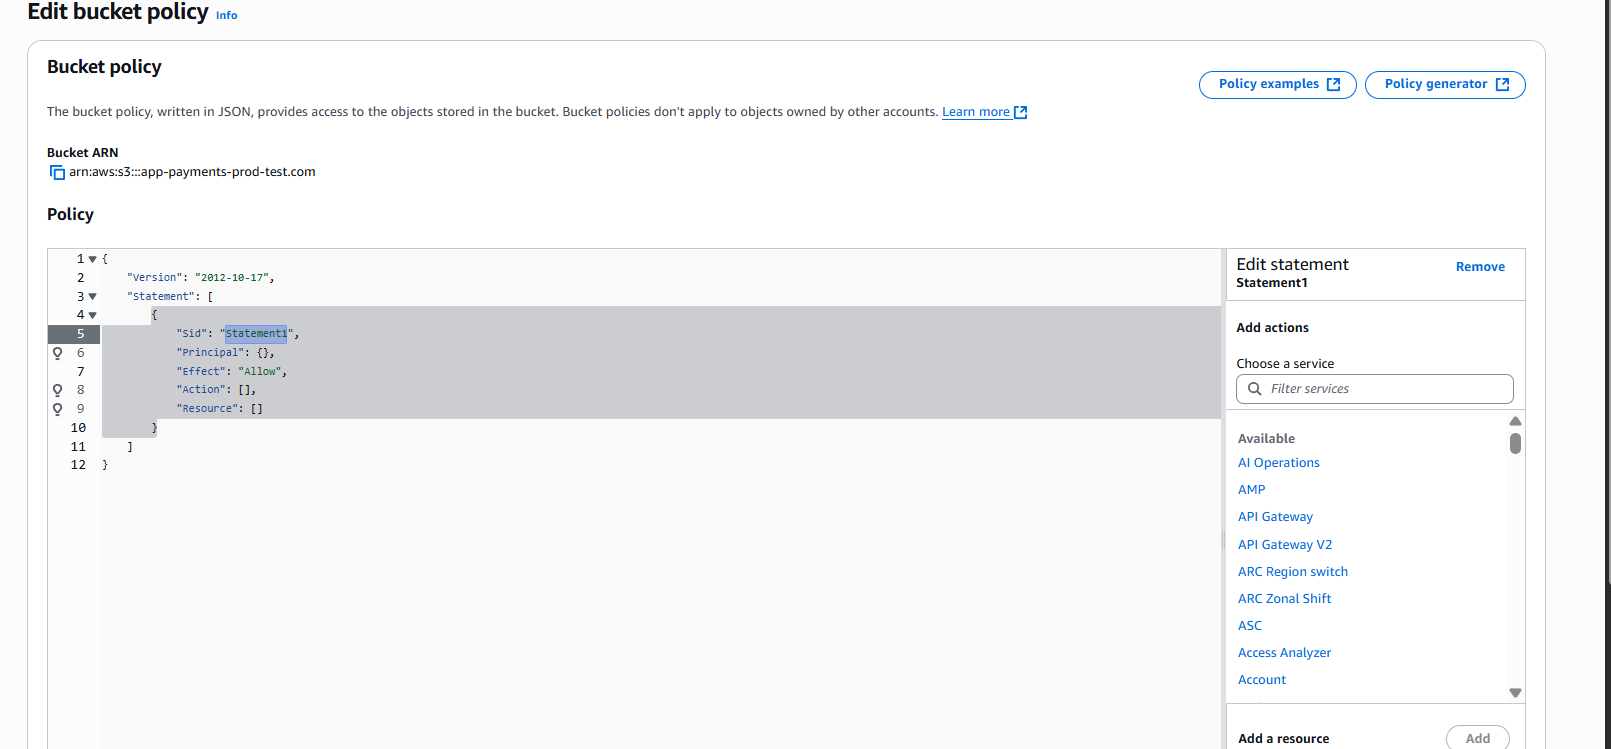 Edit bucket policy Info
Bucket policy
Policy examples
Policy generator
The bucket policy, written in JSON, provides access to the objects stored in the bucket. Bucket policies don't apply to objects owned by other accounts. Learn more
Bucket ARN
arn:aws:s3:::app-payments-prod-test.com
Policy
1 {
2 "Version": "2012-10-17",
3 "Statement": [
4 {
5 "Sid": "Statement1",
6 "Principal": {},
7 "Effect": "Allow",
8 "Action": [],
9 "Resource": []
10 }
11 ]
12 }
Edit statement
Remove
Statement1
Add actions
Choose a service
Filter services
Available
AI Operations
AMP
API Gateway
API Gateway V2
ARC Region switch
ARC Zonal Shift
ASC
Access Analyzer
Account
Add a resource
Add